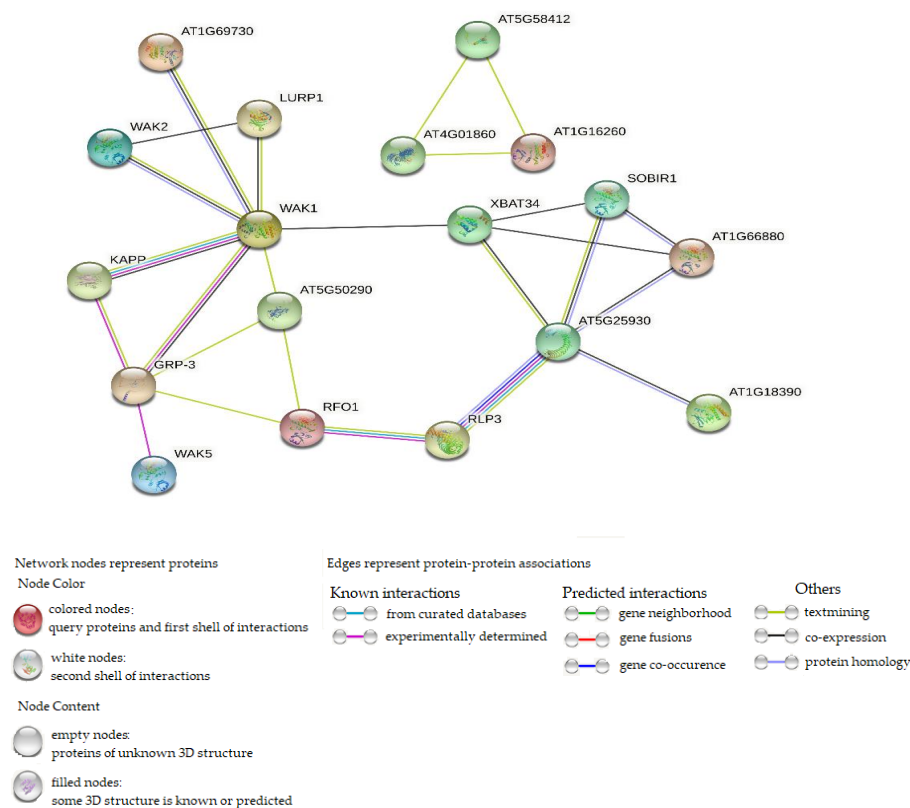 AT1G69730
AT5G58412
LURP1
WAK2
AT4G01860
AT1G16260
SOBIR1
WAK1
XBAT34
AT1G66880
KAPP
AT5G50290
AT5G25930
GRP-3
AT1G18390
RFO1
RLP3
WAK5
Network nodes represent proteins
Node Color
colored nodes:
query proteins and first shell of interactions
white nodes:
second shell of interactions
Node Content
empty nodes:
proteins of unknown 3D structure
filled nodes:
some 3D structure is known or predicted
Edges represent protein-protein associations
Known interactions
from curated databases
experimentally determined
Predicted interactions
gene neighborhood
gene fusions
gene co-occurence
Others
textmining
co-expression
protein homology